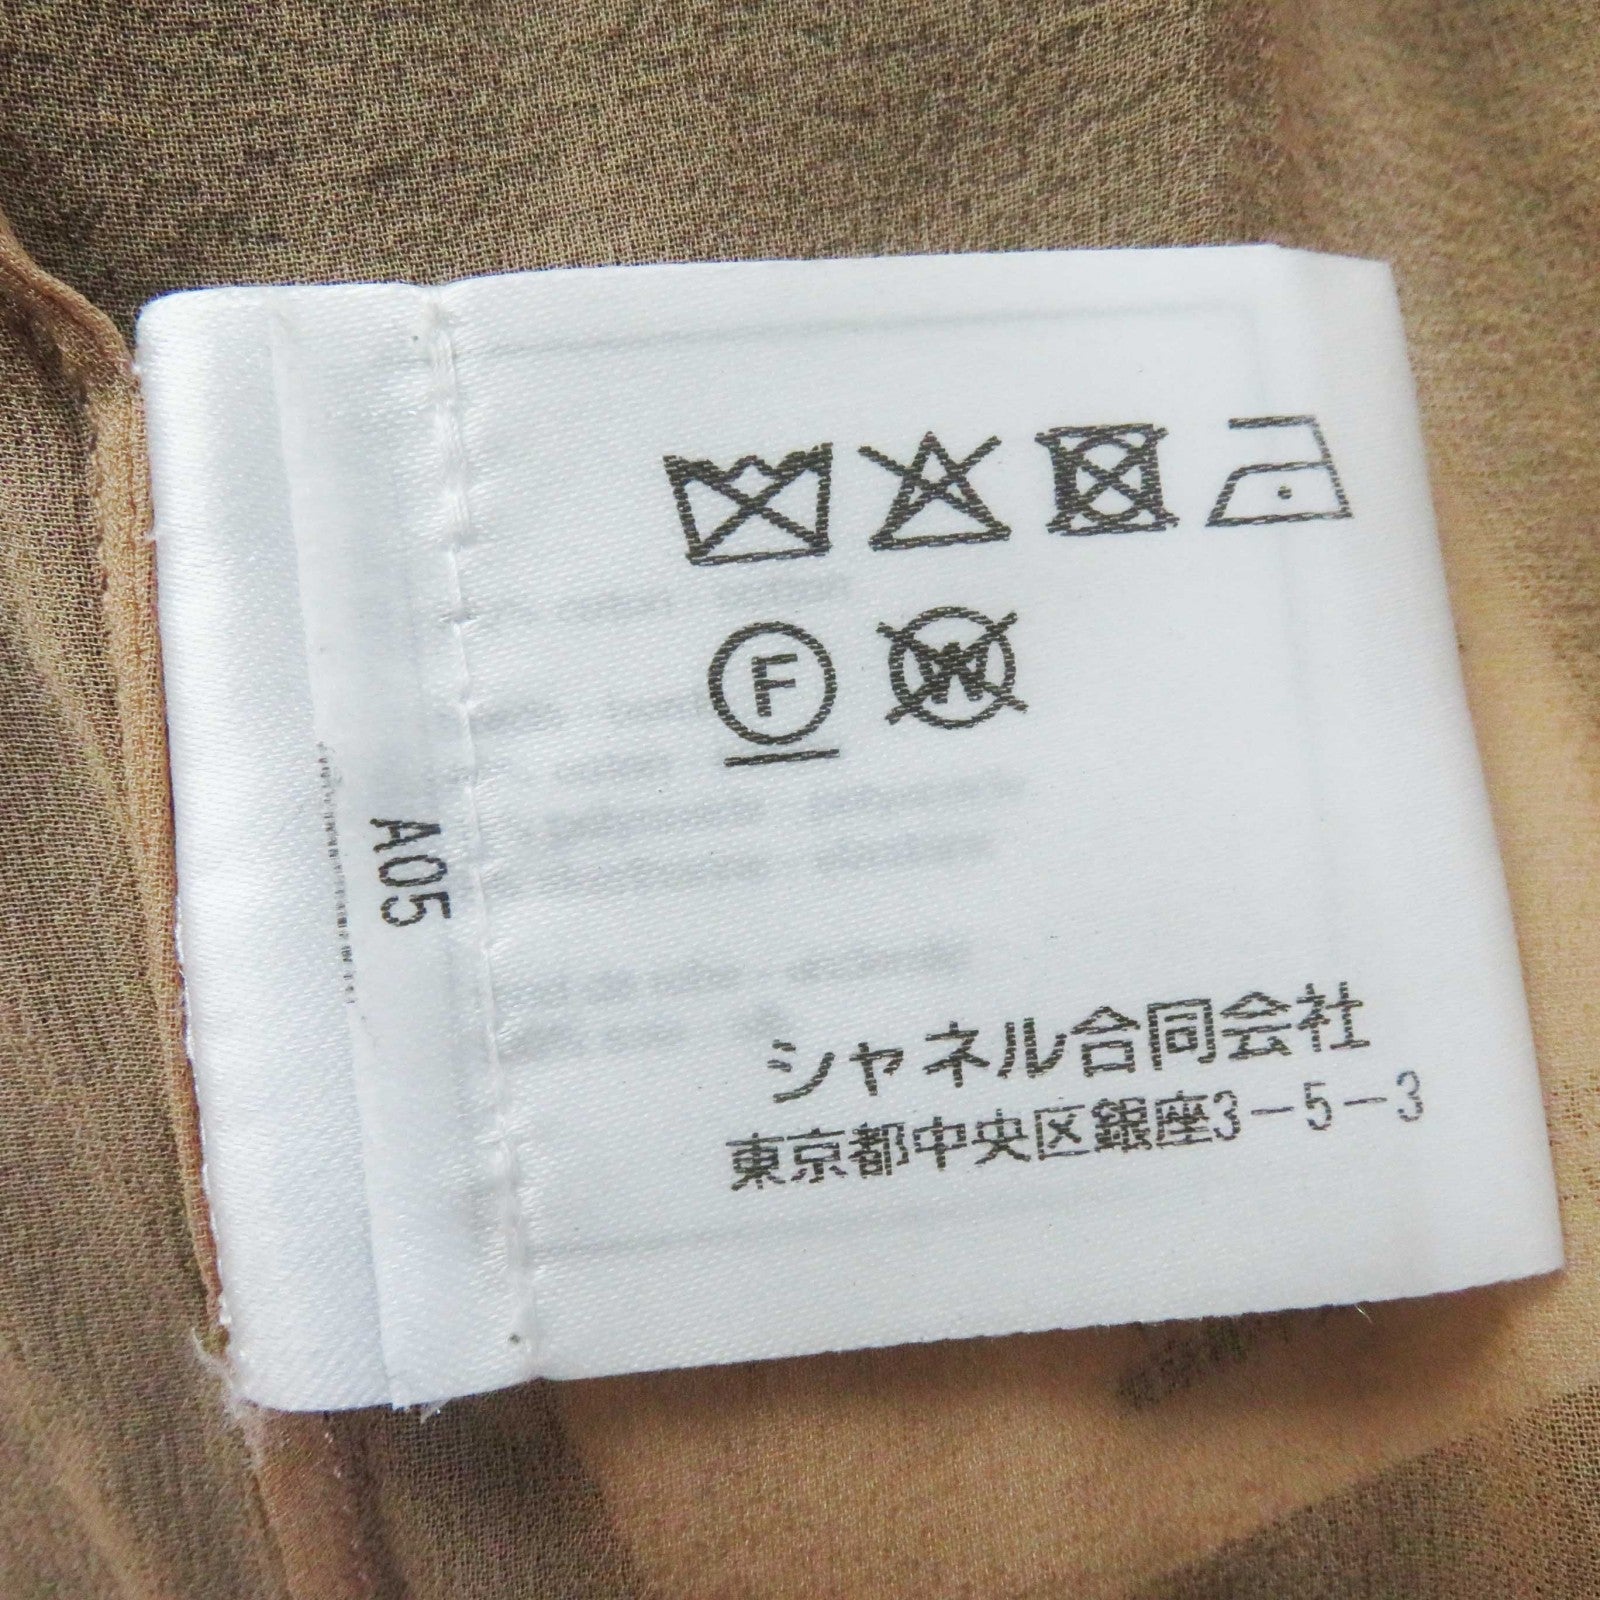 F W
A05
シャネル合同会社
東京都中央区銀座3-5-3